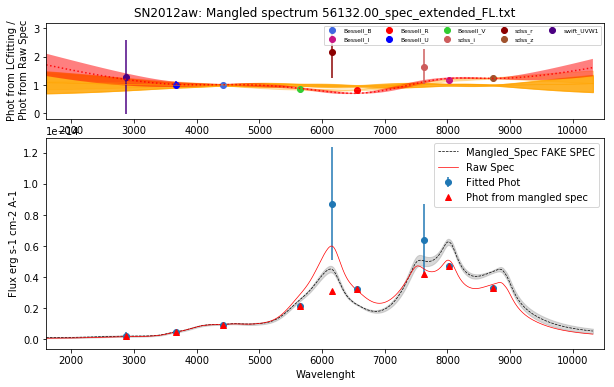 SN2012aw: Mangled spectrum 56132.00_spec_extended_FL.txt
Phot from LCfitting /
Phot from Raw Spec
3
2
1
0
Bessell_B
Bessell_I
Bessell_R
Bessell_U
Bessell_V
sdss_i
sdss_r
sdss_z
swift_UVW1
2000 3000 4000 5000 6000 7000 8000 9000 10000
1e−14
Flux erg s-1 cm-2 A-1
1.2
1.0
0.8
0.6
0.4
0.2
0.0
Mangled_Spec FAKE SPEC
Raw Spec
Fitted Phot
Phot from mangled spec
2000 3000 4000 5000 6000 7000 8000 9000 10000
Wavelenght